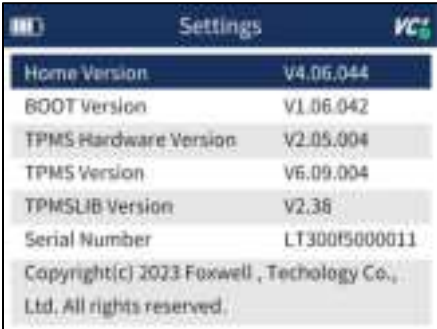 Settings
VC
Home Version V4.06.044
BOOT Version V1.06.042
TPMS Hardware Version V2.05.004
TPMS Version V6.09.004
TPMSLIB Version V2.38
Serial Number LT300f5000011
Copyright(c) 2023 Foxwell , Techology Co.,
Ltd. All rights reserved.